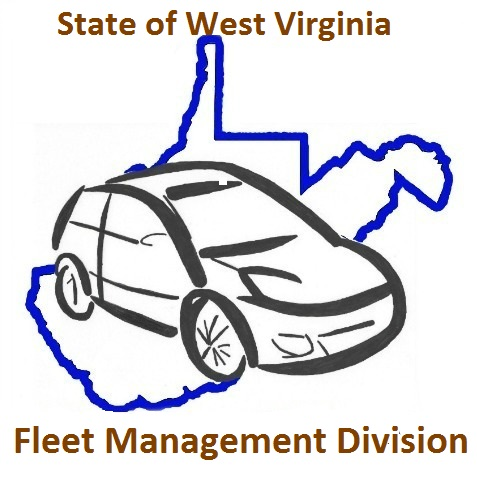 State of West Virginia
Fleet Management Division